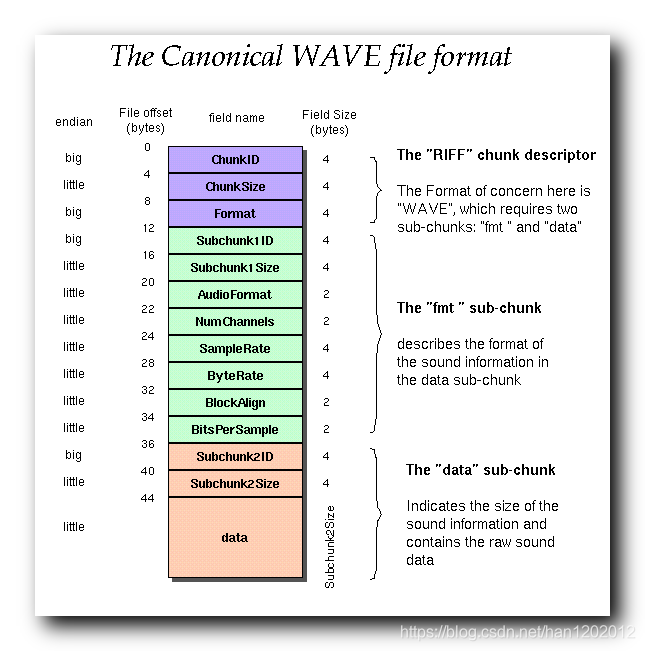 The Canonical WAVE file format
endian
File offset
(bytes)
field name
Field Size
(bytes)
0
big
ChunkID
4
4
little
ChunkSize
4
8
big
Format
4
12
big
Subchunk1ID
4
16
little
Subchunk1Size
4
20
little
AudioFormat
2
22
little
NumChannels
2
24
little
SampleRate
4
28
little
ByteRate
4
32
little
BlockAlign
2
34
little
BitsPerSample
2
36
big
Subchunk2ID
4
40
little
Subchunk2Size
4
44
little
data
Subchunk2Size
The "RIFF" chunk descriptor
The Format of concern here is
"WAVE", which requires two
sub-chunks: "fmt " and "data"
The "fmt " sub-chunk
describes the format of
the sound information in
the data sub-chunk
The "data" sub-chunk
Indicates the size of the
sound information and
contains the raw sound
data
https://blog.csdn.net/han1202012